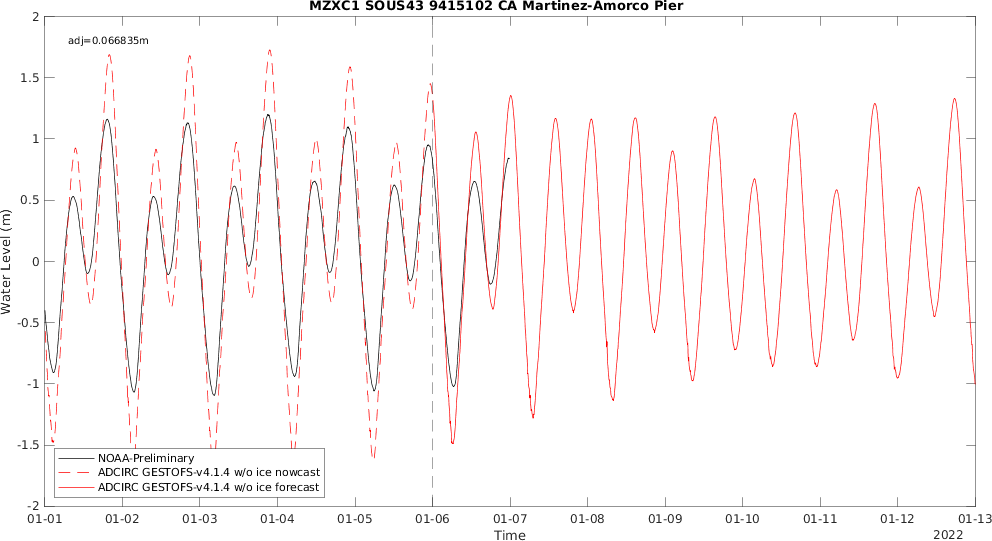 MZXC1 SOUS43 9415102 CA Martinez-Amorco Pier
adj=0.066835m
2
1.5
1
0.5
0
-0.5
-1
-1.5
-2
Water Level (m)
NOAA-Preliminary
ADCIRC GESTOFS-v4.1.4 w/o ice nowcast
ADCIRC GESTOFS-v4.1.4 w/o ice forecast
01-01 01-02 01-03 01-04 01-05 01-06 01-07 01-08 01-09 01-10 01-11 01-12 01-13
Time
2022